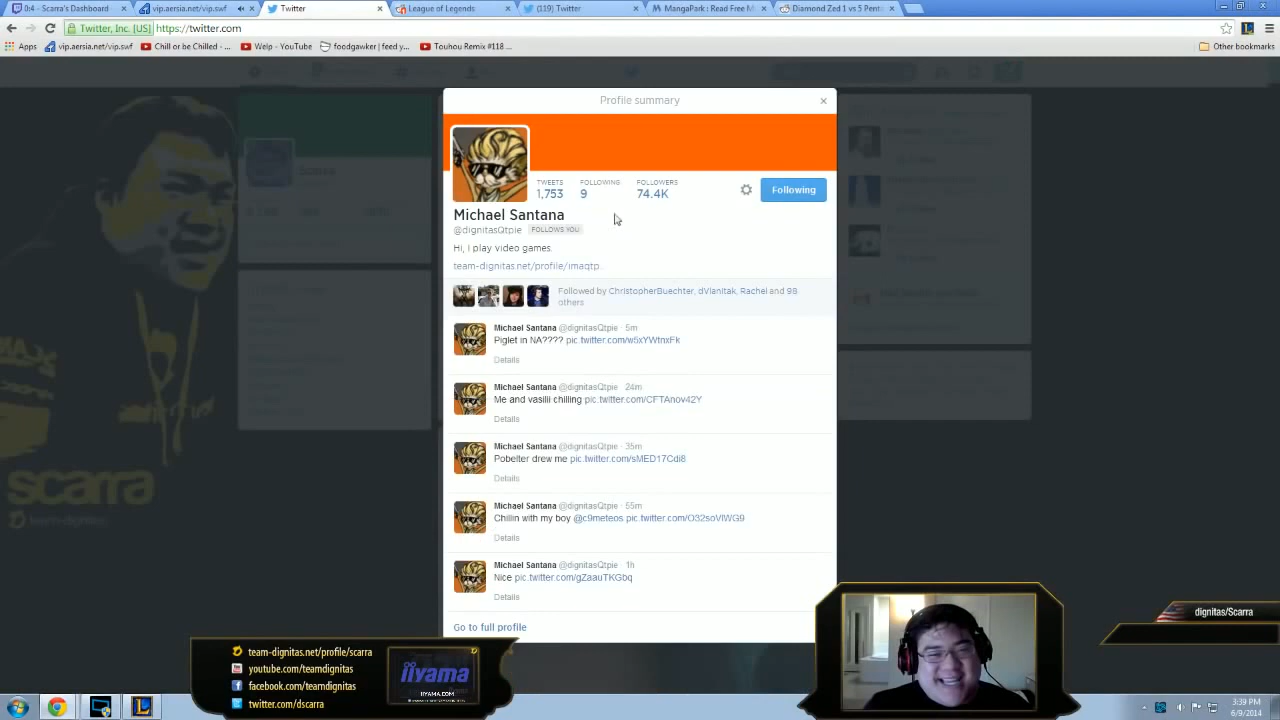 0:4 - Scarra's Dashboard
vip.aersia.net/vip.swf
Twitter
League of Legends
(119) Twitter
MangaPark : Read Free M
Diamond Zed 1 vs 5 Pent
Twitter, Inc. [US]
https://twitter.com
Apps
vip.aersia.net/vip.swf
Chill or be Chilled -...
Welp - YouTube
foodgawker | feed y...
Touhou Remix #118 ...
Other bookmarks
Profile summary
TWEETS
FOLLOWING
FOLLOWERS
1,753
9
74.4K
Following
Michael Santana
@dignitasQtpie
FOLLOWS YOU
Hi, I play video games.
team-dignitas.net/profile/imaqtp...
Followed by ChristopherBuechter, dVlanitak, Rachel and 98
others
Michael Santana @dignitasQtpie · 5m
Piglet in NA???? pic.twitter.com/w5xYWtnxFk
Details
Michael Santana @dignitasQtpie · 24m
Me and vasilii chilling pic.twitter.com/CFTAnov42Y
Details
Michael Santana @dignitasQtpie · 35m
Pobelter drew me pic.twitter.com/sMED17Cdi8
Details
Michael Santana @dignitasQtpie · 55m
Chillin with my boy @c9meteos pic.twitter.com/O32soVlWG9
Details
Michael Santana @dignitasQtpie · 1h
Nice pic.twitter.com/gZaauTKGbq
Details
Go to full profile
scarra
dignitas/Scarra
team-dignitas.net/profile/scarra
youtube.com/teamdignitas
facebook.com/teamdignitas
twitter.com/dscarra
iiyama
IIYAMA.COM
3:39 PM
6/9/2014